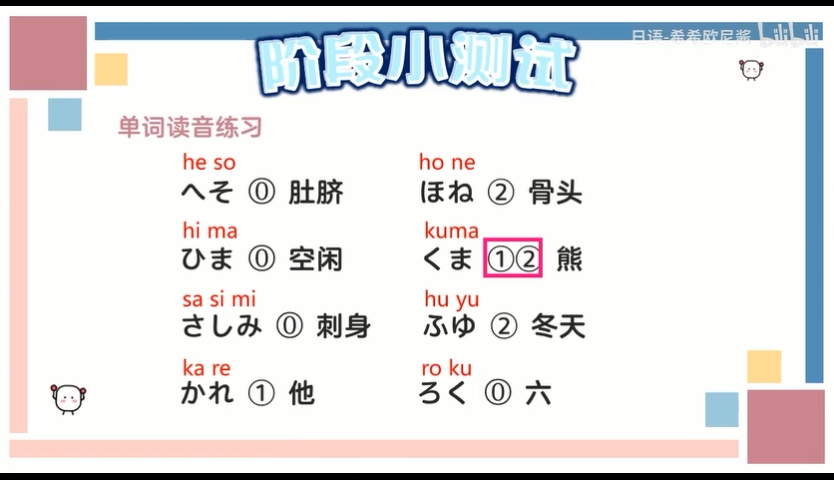 日语-希希欧尼酱 bilibili
阶段小测试
单词读音练习
he so
へそ ⓪ 肚脐
ho ne
ほね ② 骨头
hi ma
ひま ⓪ 空闲
kuma
くま ①② 熊
sa si mi
さしみ ⓪ 刺身
hu yu
ふゆ ② 冬天
ka re
かれ ① 他
ro ku
ろく ⓪ 六